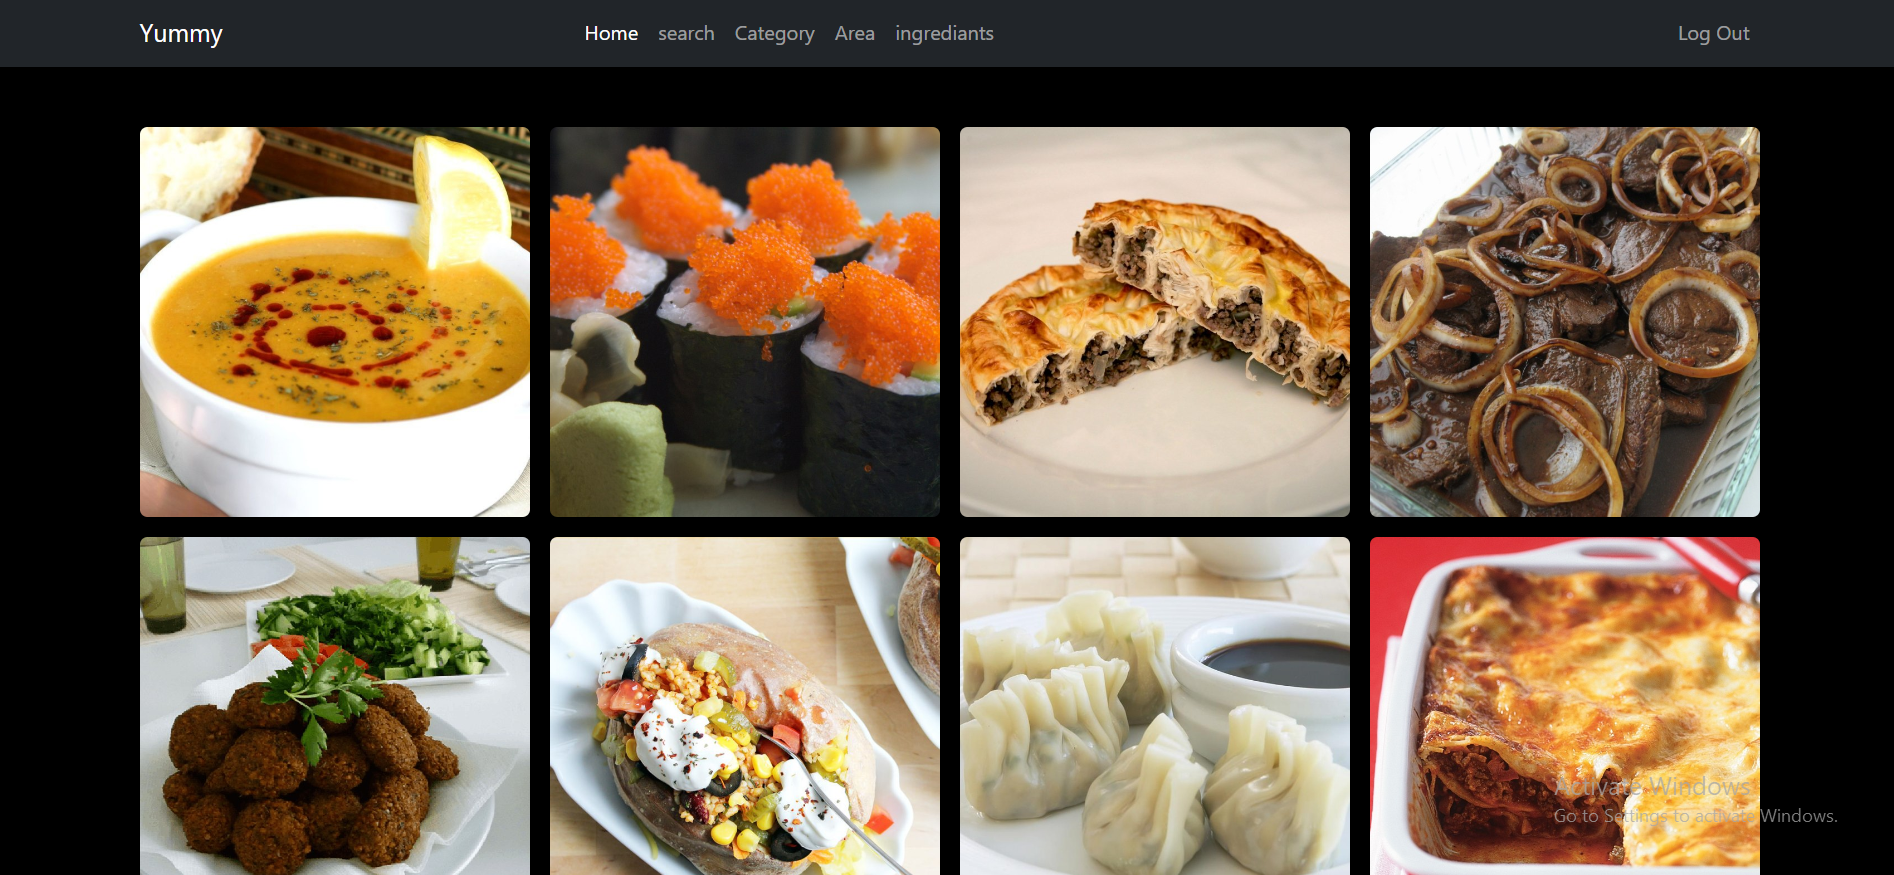 Yummy Home search Category Area ingrediants Log Out
Activate Windows
Go to Settings to activate Windows.